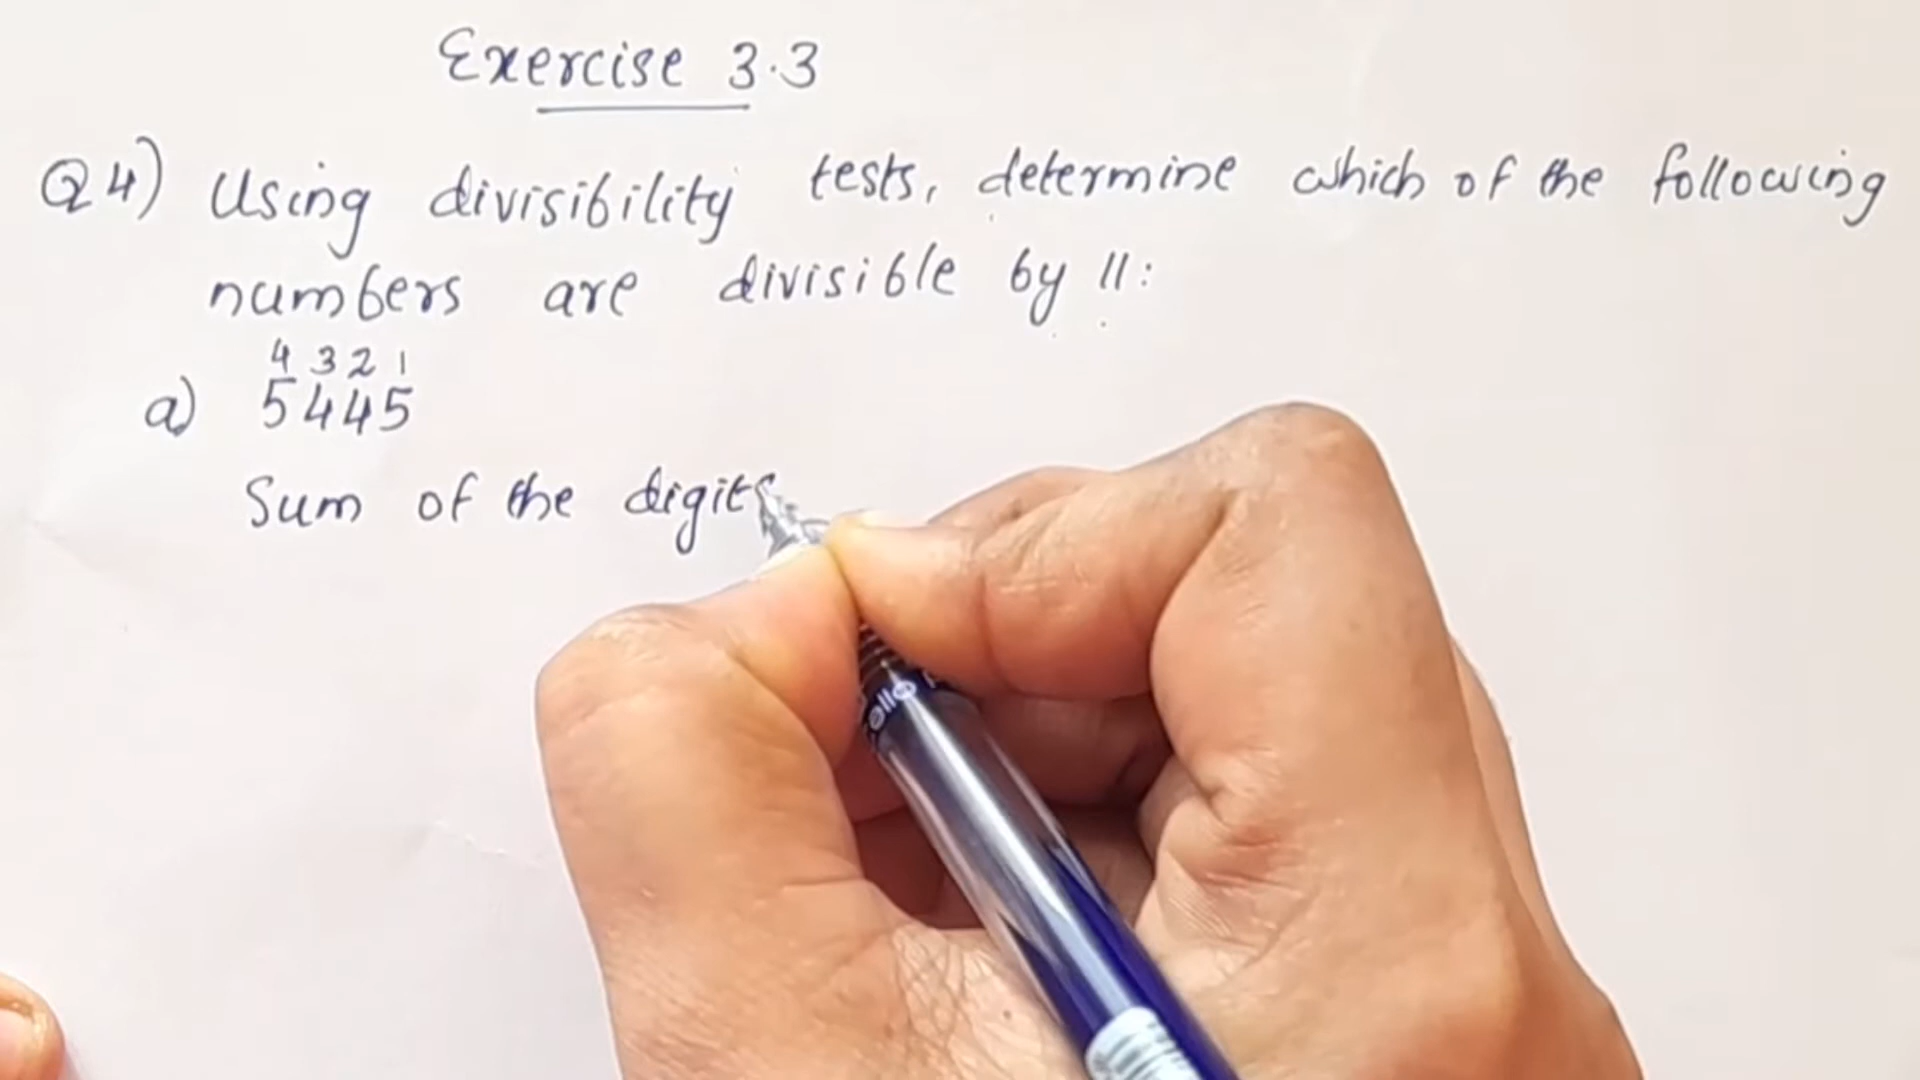 Exercise 3.3
Q4) Using divisibility tests, determine which of the following
numbers are divisible by 11:
4 3 2 1
a) 5445
Sum of the digits